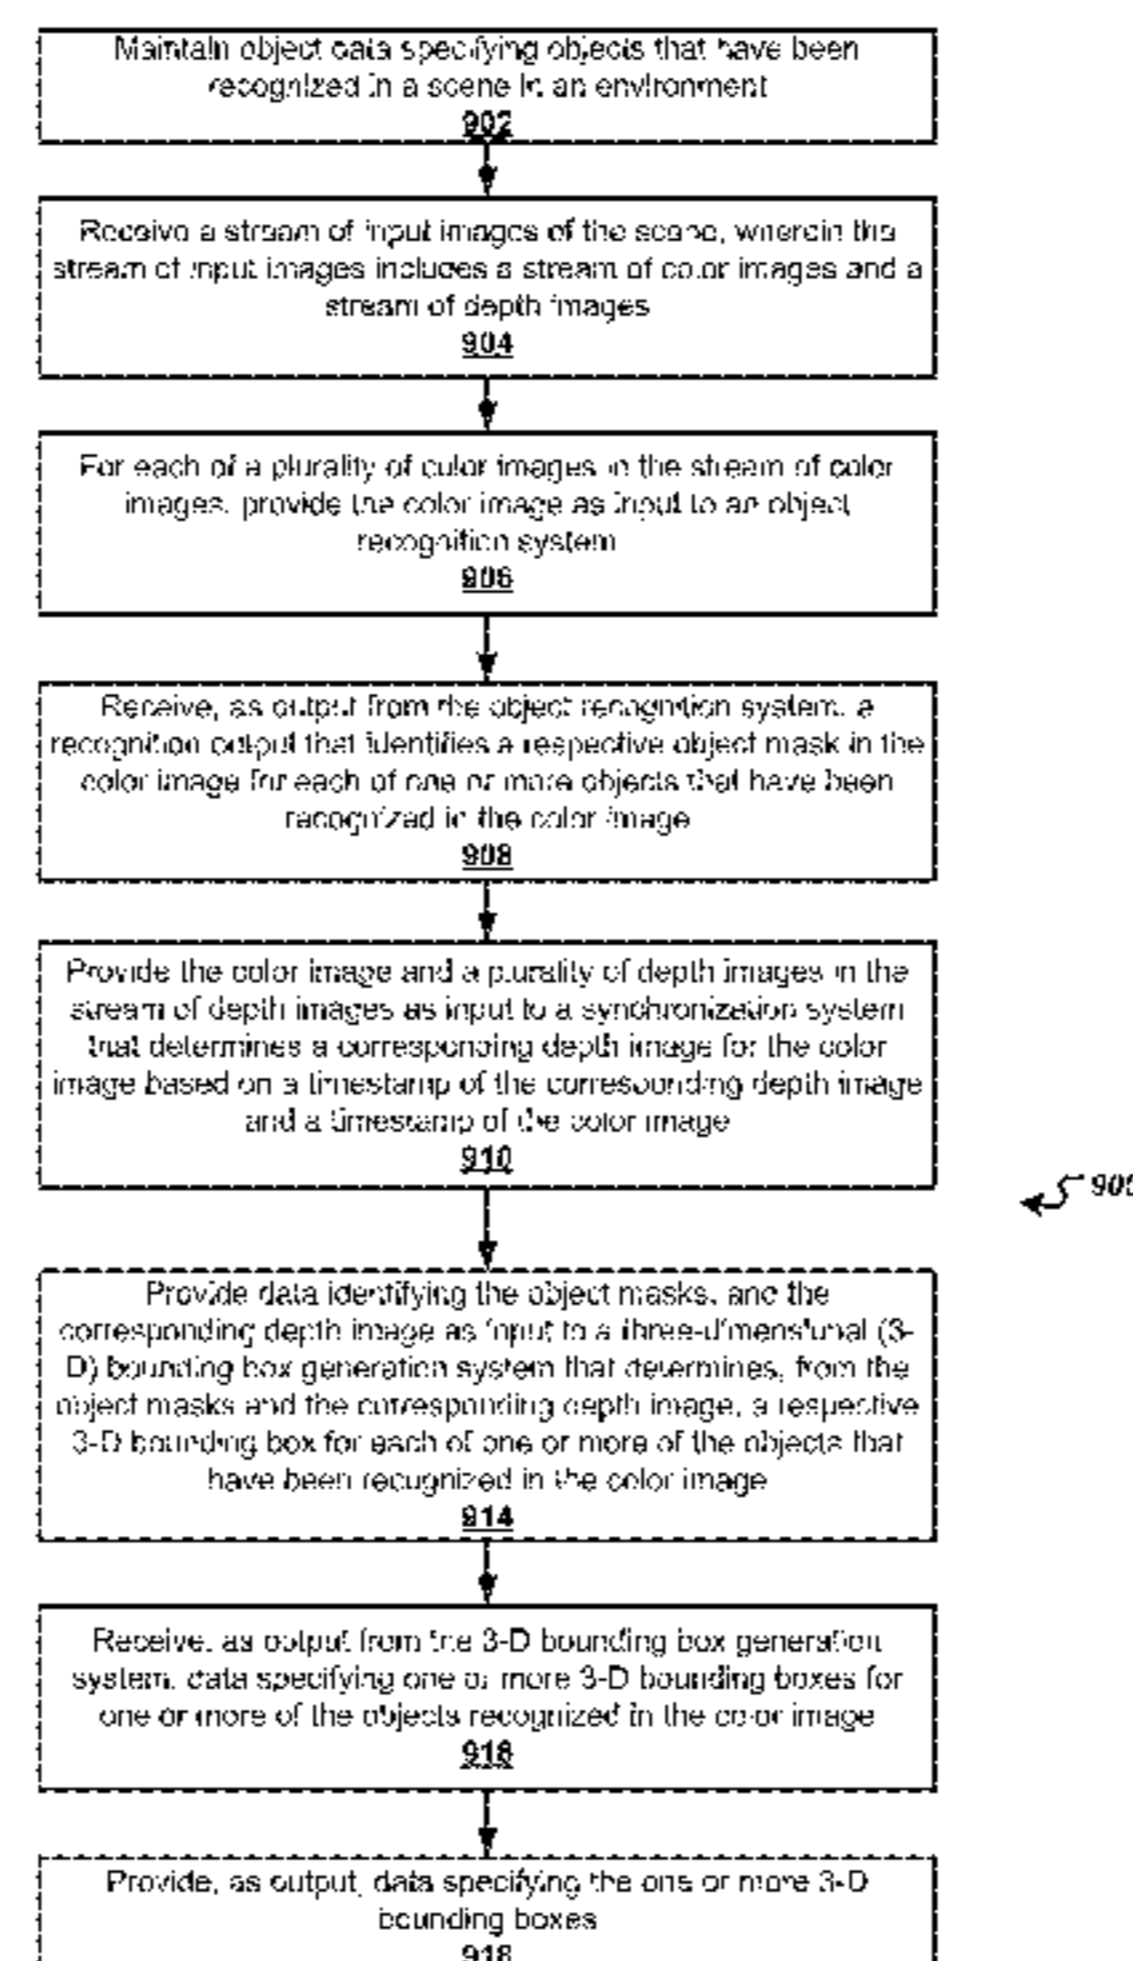 Maintain object data specifying objects that have been
recognized in a scene in an environment
902
Receive a stream of input images of the scene, wherein the
stream of input images includes a stream of color images and a
stream of depth images
904
For each of a plurality of color images in the stream of color
images, provide the color image as input to an object
recognition system
906
Receive, as output from the object recognition system, a
recognition output that identifies a respective object mask in the
color image for each of one or more objects that have been
recognized in the color image
908
Provide the color image and a plurality of depth images in the
stream of depth images as input to a synchronization system
that determines a corresponding depth image for the color
image based on a timestamp of the corresponding depth image
and a timestamp of the color image
910
Provide data identifying the object masks, and the
corresponding depth image as input to a three-dimensional (3-
D) bounding box generation system that determines, from the
object masks and the corresponding depth image, a respective
3-D bounding box for each of one or more of the objects that
have been recognized in the color image
914
Receive, as output from the 3-D bounding box generation
system, data specifying one or more 3-D bounding boxes for
one or more of the objects recognized in the color image
Provide, as output, data specifying the one or more 3-D
bounding boxes